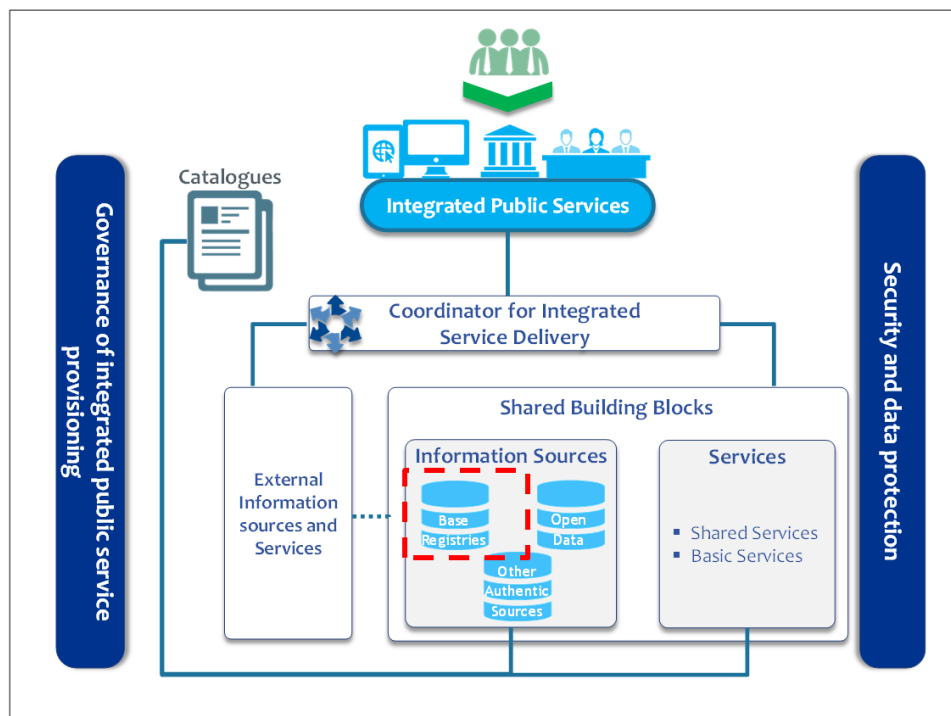 Catalogues
Integrated Public Services
Governance of integrated public service
provisioning
Security and data protection
Coordinator for Integrated
Service Delivery
External
Information
sources and
Services
Shared Building Blocks
Information Sources
Base
Registries
Open
Data
Other
Authentic
Sources
Services
▪ Shared Services
▪ Basic Services